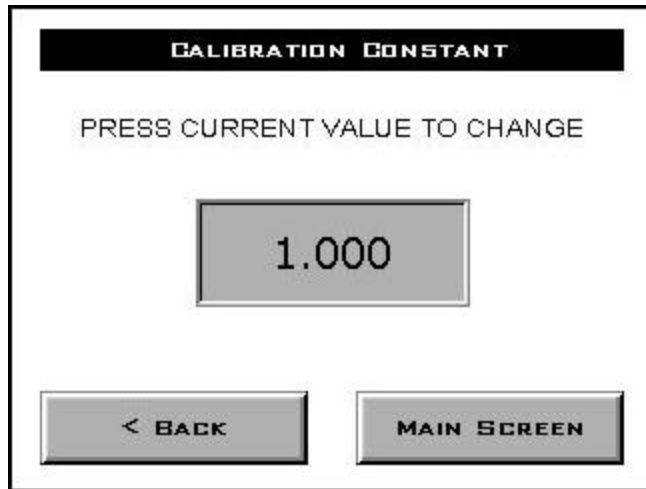 CALIBRATION CONSTANT
PRESS CURRENT VALUE TO CHANGE
1.000
< BACK
MAIN SCREEN